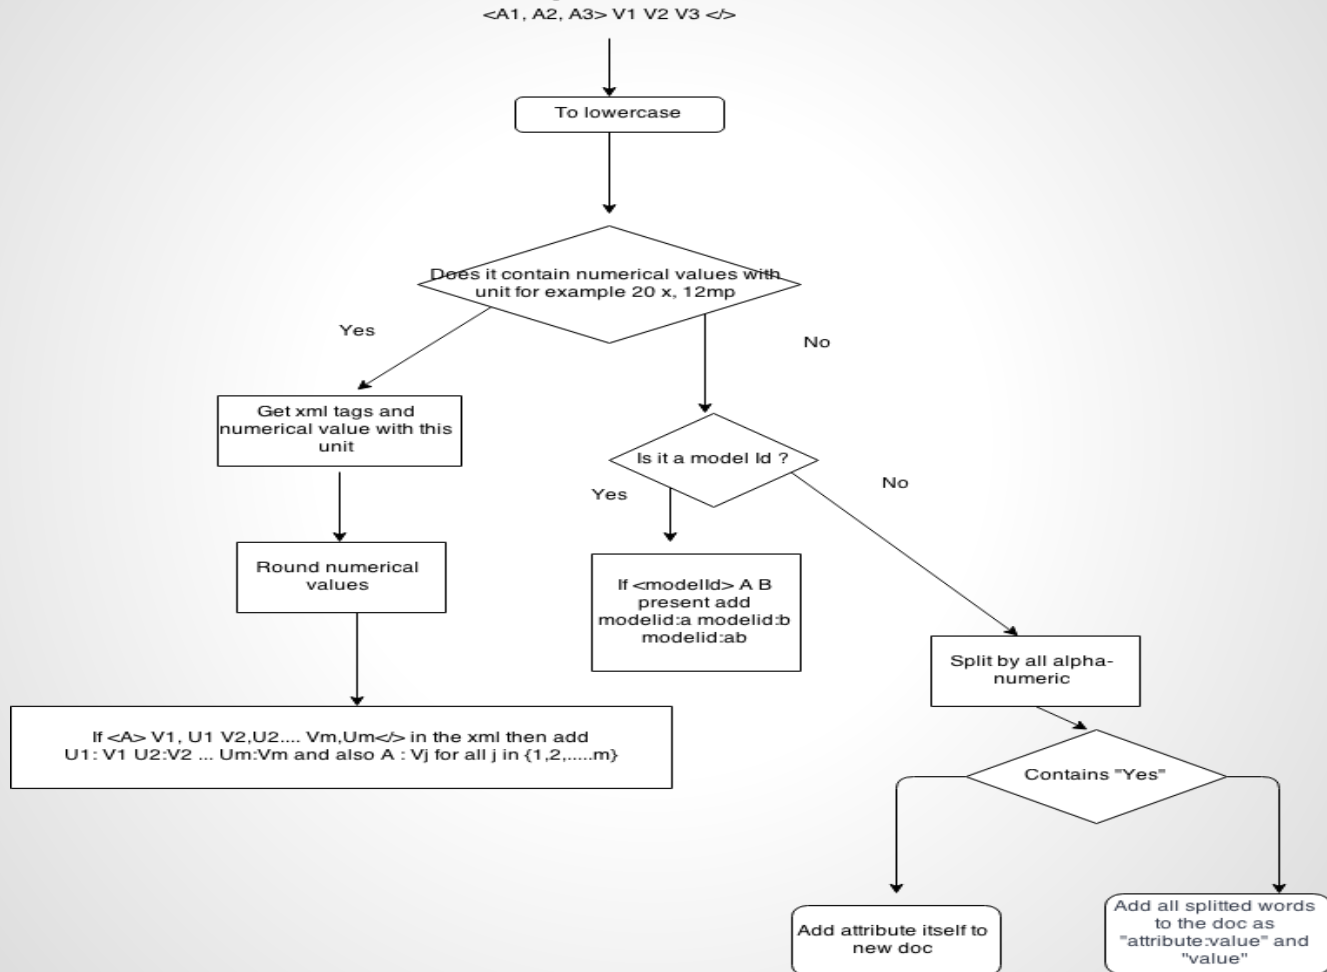 <A1, A2, A3> V1 V2 V3 </>
To lowercase
Does it contain numerical values with
unit for example 20 x, 12mp
Yes
No
Get xml tags and
numerical value with this
unit
Is it a model Id ?
Yes
No
Round numerical
values
If <modelId> A B
present add
modelid:a modelid:b
modelid:ab
Split by all alpha-
numeric
If <A> V1, U1 V2,U2.... Vm,Um</> in the xml then add
U1: V1 U2:V2 ... Um:Vm and also A : Vj for all j in {1,2,.....m}
Contains "Yes"
Add attribute itself to
new doc
Add all splitted words
to the doc as
"attribute:value" and
"value"